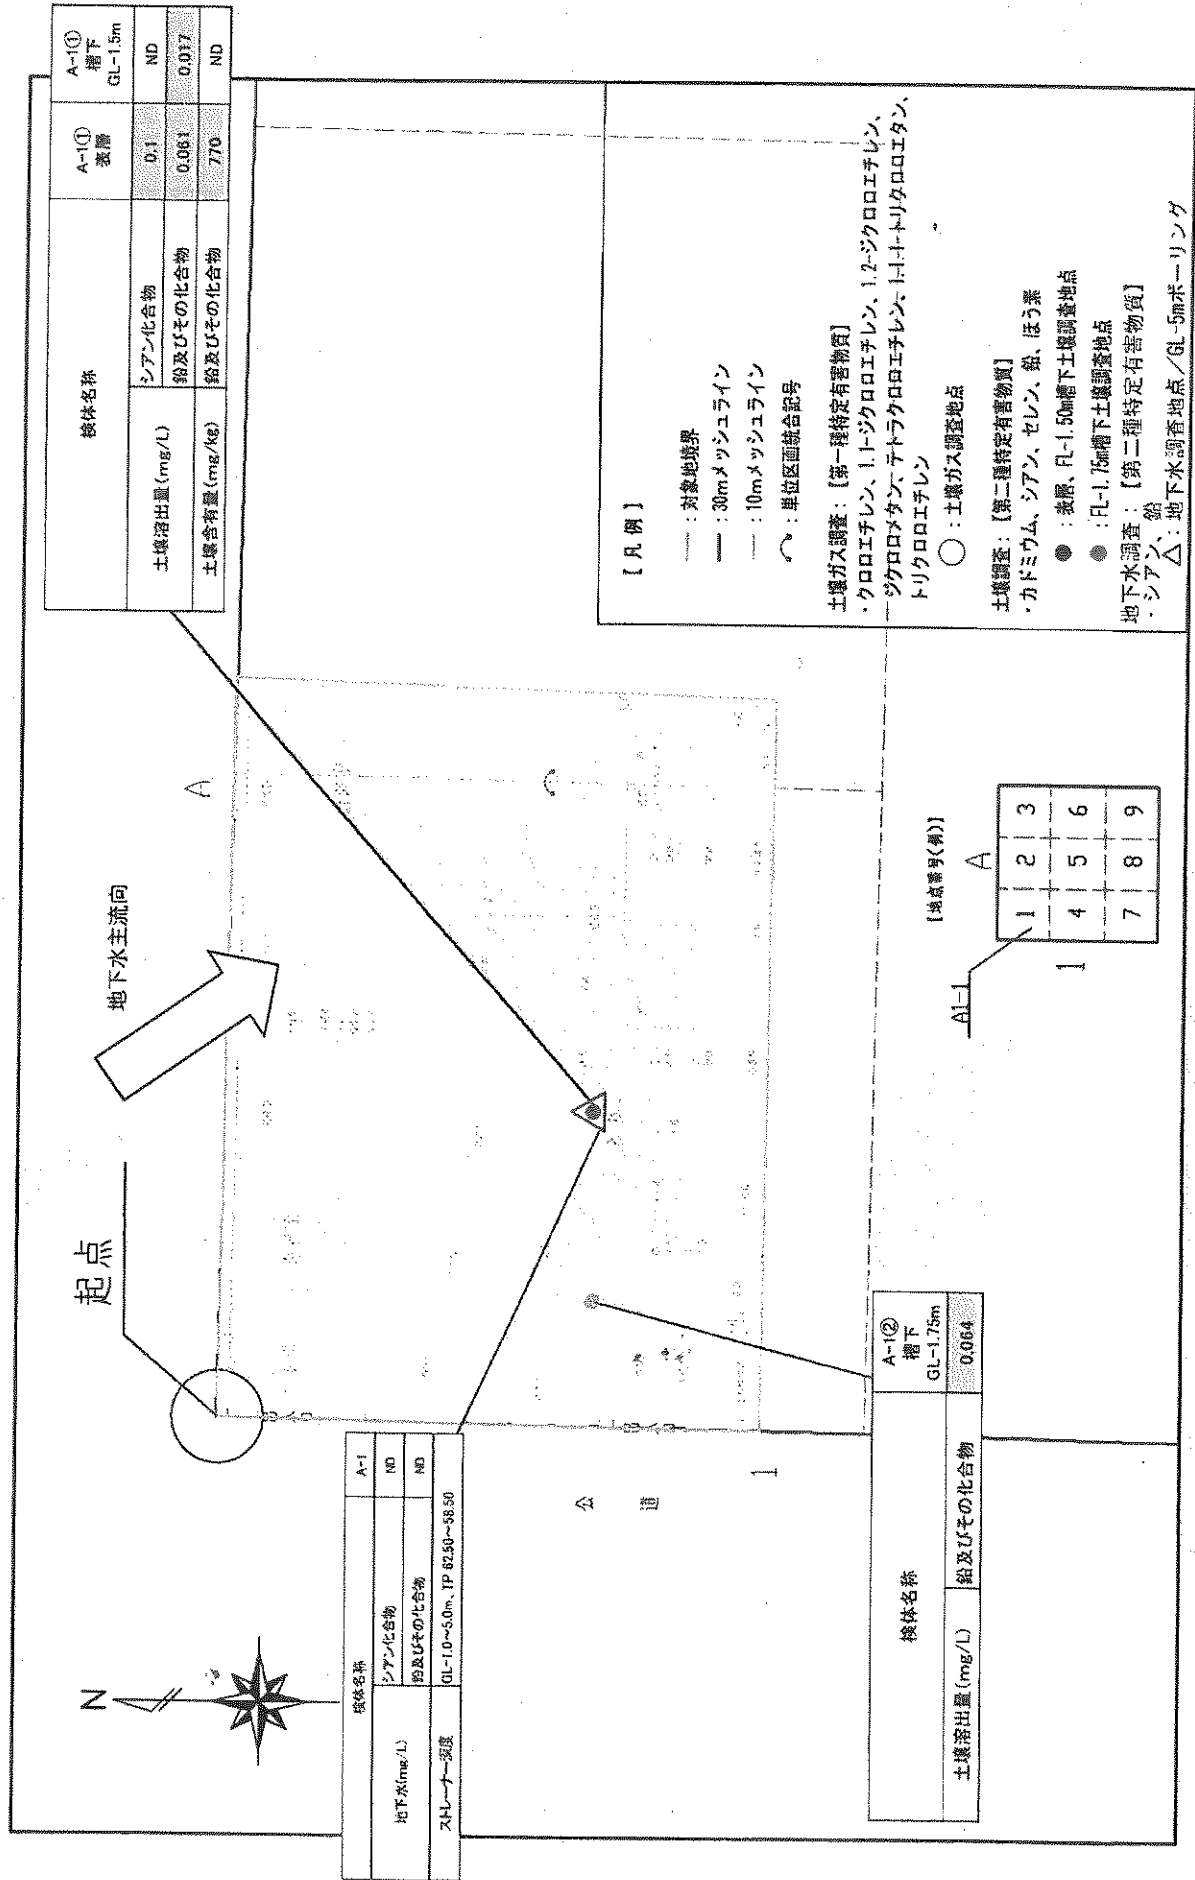 検体名称 A-1① 表層 A-1① 槽下 GL-1.5m
土壌溶出量(mg/L) シアン化合物 0.1 ND
鉛及びその化合物 0.061 0.017
土壌含有量(mg/kg) 鉛及びその化合物 770 ND
N
起点
地下水主流向
A
検体名称 A-1
地下水(mg/L) シアン化合物 ND
鉛及びその化合物 ND
ストレーナー深度 GL-1.0~5.0m、TP 62.50~58.50
公 道
1
検体名称 A-1② 槽下 GL-1.75m
土壌溶出量(mg/L) 鉛及びその化合物 0.064
[地点番号(例)]
A
A1-1
1
1 2 3
4 5 6
7 8 9
[凡例]
:対象地境界
:30mメッシュライン
:10mメッシュライン
:単位区画統合記号
土壌ガス調査:【第一種特定有害物質】
・クロロエチレン、1,1-ジクロロエチレン、1,2-ジクロロエチレン、
ジクロロメタン、テトラクロロエチレン、1,1,1-トリクロロエタン、
トリクロロエチレン
:土壌ガス調査地点
土壌調査:【第二種特定有害物質】
・カドミウム、シアン、セレン、鉛、ほう素
:表層、FL-1.50m槽下土壌調査地点
:FL-1.75m槽下土壌調査地点
地下水調査:【第二種特定有害物質】
・シアン、鉛
:地下水調査地点/GL-5mボーリング